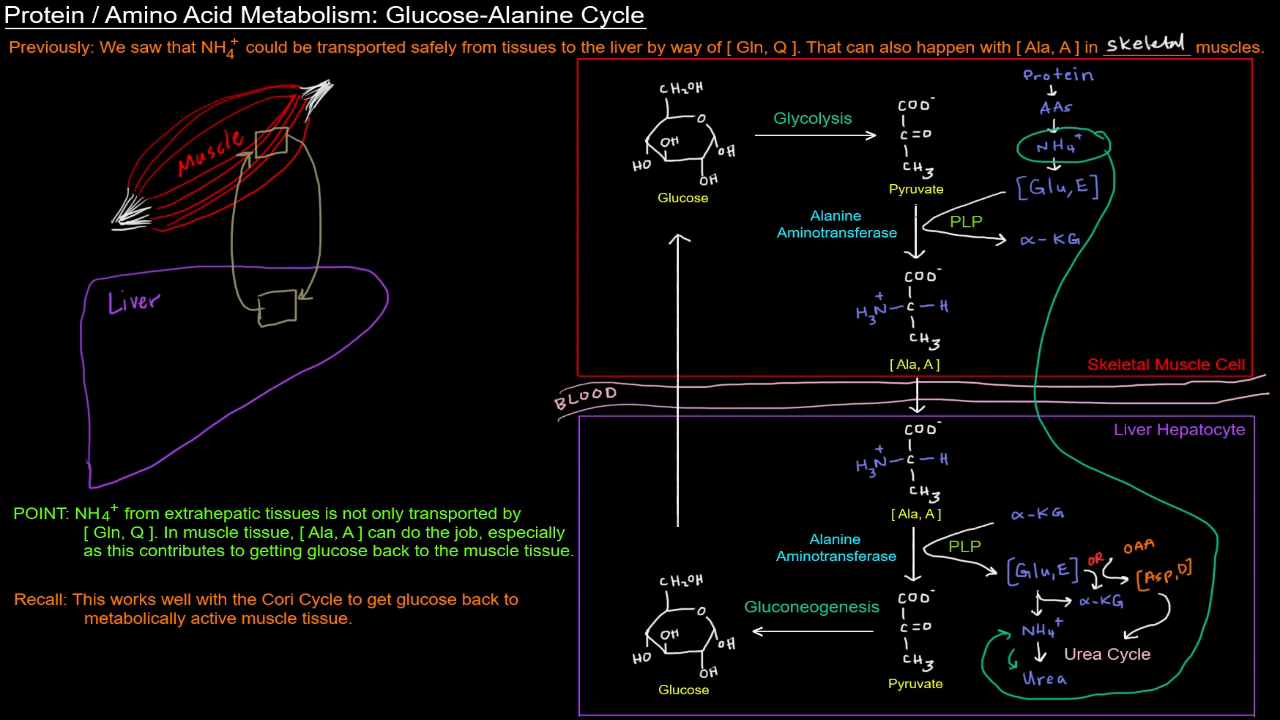 Protein / Amino Acid Metabolism: Glucose-Alanine Cycle
Previously: We saw that NH₄⁺ could be transported safely from tissues to the liver by way of [ Gln, Q ]. That can also happen with [ Ala, A ] in skeletal muscles.
Muscle
Liver
POINT: NH₄⁺ from extrahepatic tissues is not only transported by
[ Gln, Q ]. In muscle tissue, [ Ala, A ] can do the job, especially
as this contributes to getting glucose back to the muscle tissue.
Recall: This works well with the Cori Cycle to get glucose back to
metabolically active muscle tissue.
CH₂OH
O
OH
HO
OH
OH
Glucose
Glycolysis
COO⁻
C=O
CH₃
Pyruvate
Protein
AAs
NH₄⁺
[Glu,E]
PLP
α-KG
Alanine
Aminotransferase
COO⁻
H₃N⁺-C-H
CH₃
[ Ala, A ]
Skeletal Muscle Cell
BLOOD
Liver Hepatocyte
COO⁻
H₃N⁺-C-H
CH₃
[ Ala, A ]
Alanine
Aminotransferase
PLP
α-KG
[Glu,E]
OR
OAA
[Asp,D]
α-KG
NH₄⁺
Urea Cycle
Urea
COO⁻
C=O
CH₃
Pyruvate
Gluconeogenesis
CH₂OH
O
OH
HO
OH
OH
Glucose